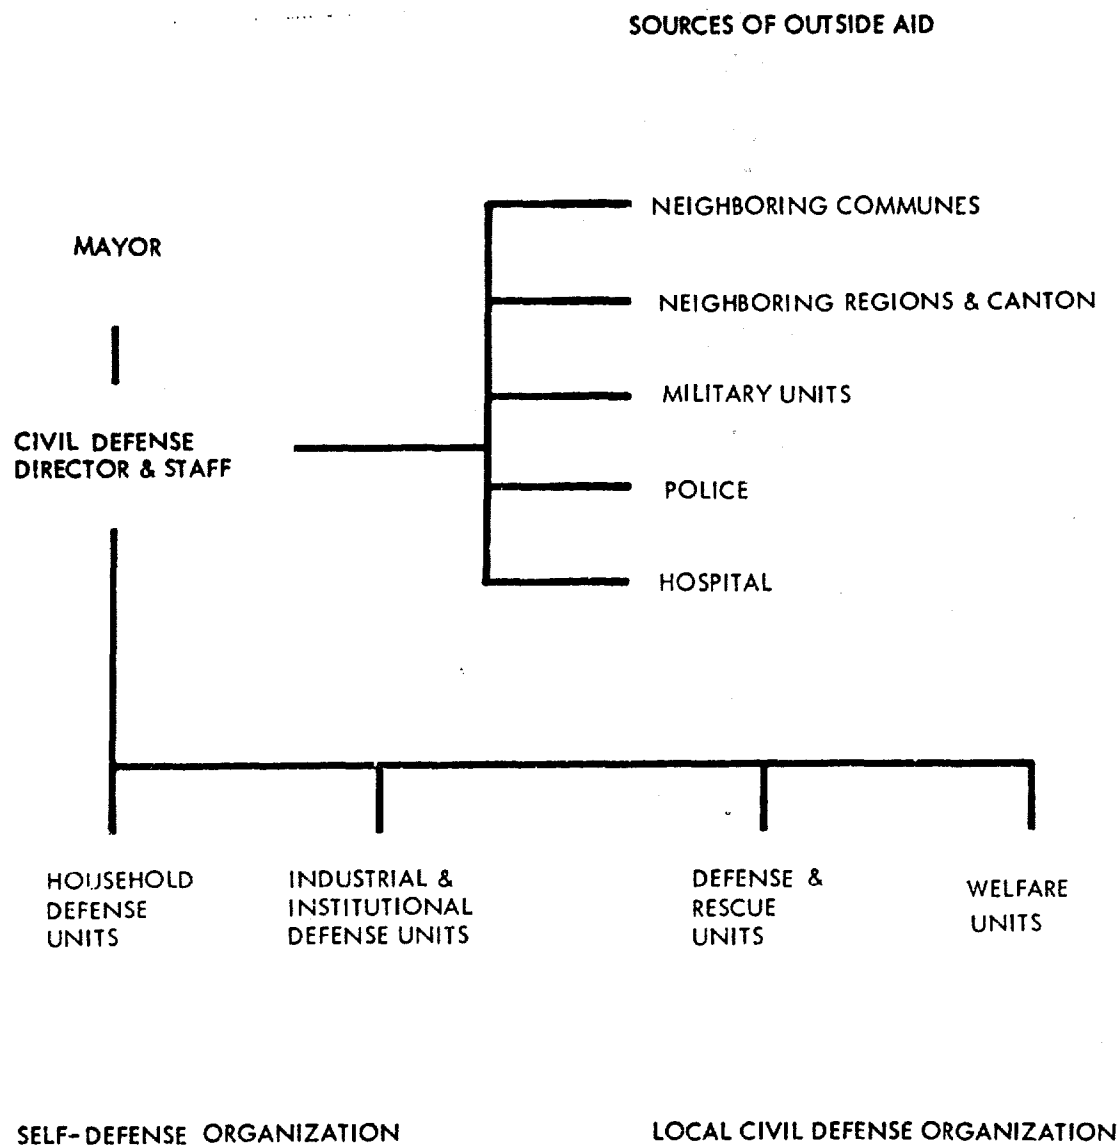 SOURCES OF OUTSIDE AID
NEIGHBORING COMMUNES
MAYOR
NEIGHBORING REGIONS & CANTON
MILITARY UNITS
CIVIL DEFENSE
DIRECTOR & STAFF
POLICE
HOSPITAL
HOUSEHOLD
DEFENSE
UNITS
INDUSTRIAL &
INSTITUTIONAL
DEFENSE UNITS
DEFENSE &
RESCUE
UNITS
WELFARE
UNITS
SELF-DEFENSE ORGANIZATION
LOCAL CIVIL DEFENSE ORGANIZATION